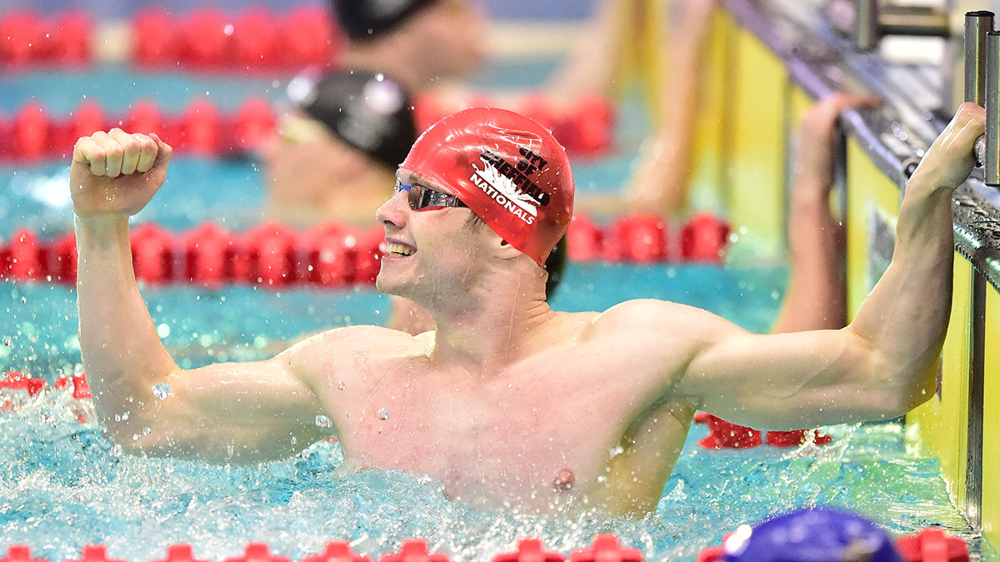 CITY
OF
SHEFFIELD
NATIONALS